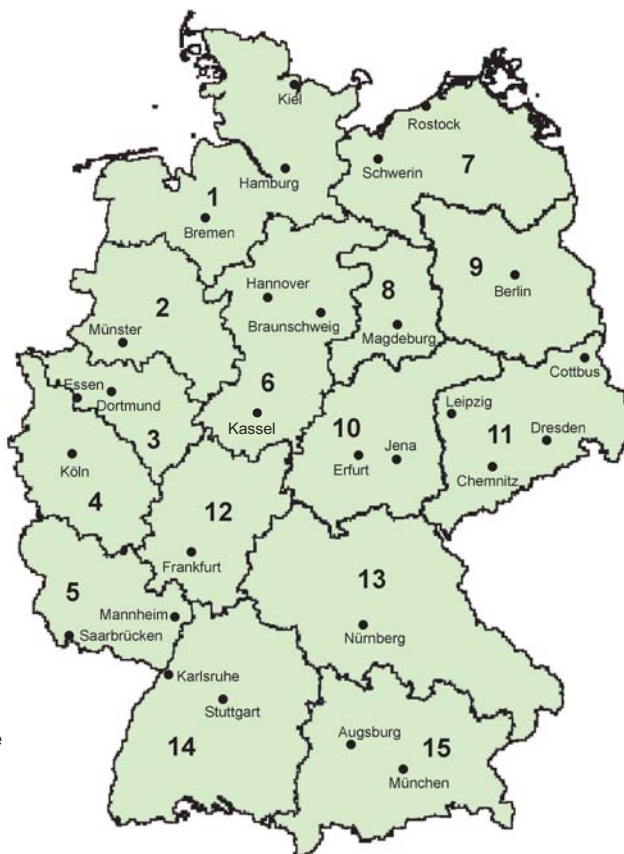 Kiel
Rostock
Schwerin
7
Hamburg
1
Bremen
9
Berlin
Hannover
8
2
Braunschweig
Magdeburg
Münster
Cottbus
Essen
Dortmund
6
Kassel
Leipzig
3
10
11
Dresden
Köln
Erfurt
Jena
Chemnitz
4
12
Frankfurt
13
5
Mannheim
Nürnberg
Saarbrücken
Karlsruhe
Stuttgart
e
14
Augsburg
15
München